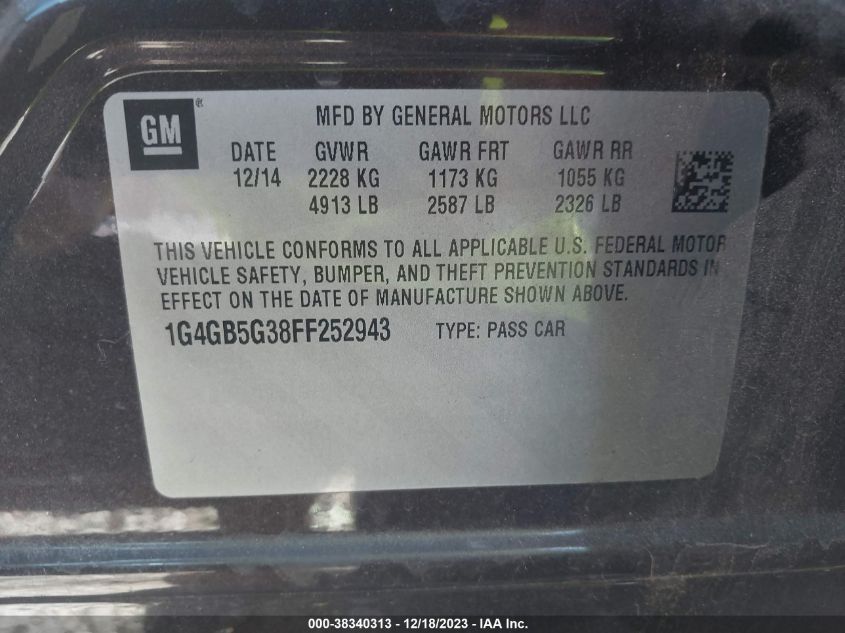 GM ®
MFD BY GENERAL MOTORS LLC
DATE GVWR GAWR FRT GAWR RR
12/14 2228 KG 1173 KG 1055 KG
4913 LB 2587 LB 2326 LB
THIS VEHICLE CONFORMS TO ALL APPLICABLE U.S. FEDERAL MOTOR
VEHICLE SAFETY, BUMPER, AND THEFT PREVENTION STANDARDS IN
EFFECT ON THE DATE OF MANUFACTURE SHOWN ABOVE.
1G4GB5G38FF252943 TYPE: PASS CAR
000-38340313 - 12/18/2023 - IAA Inc.